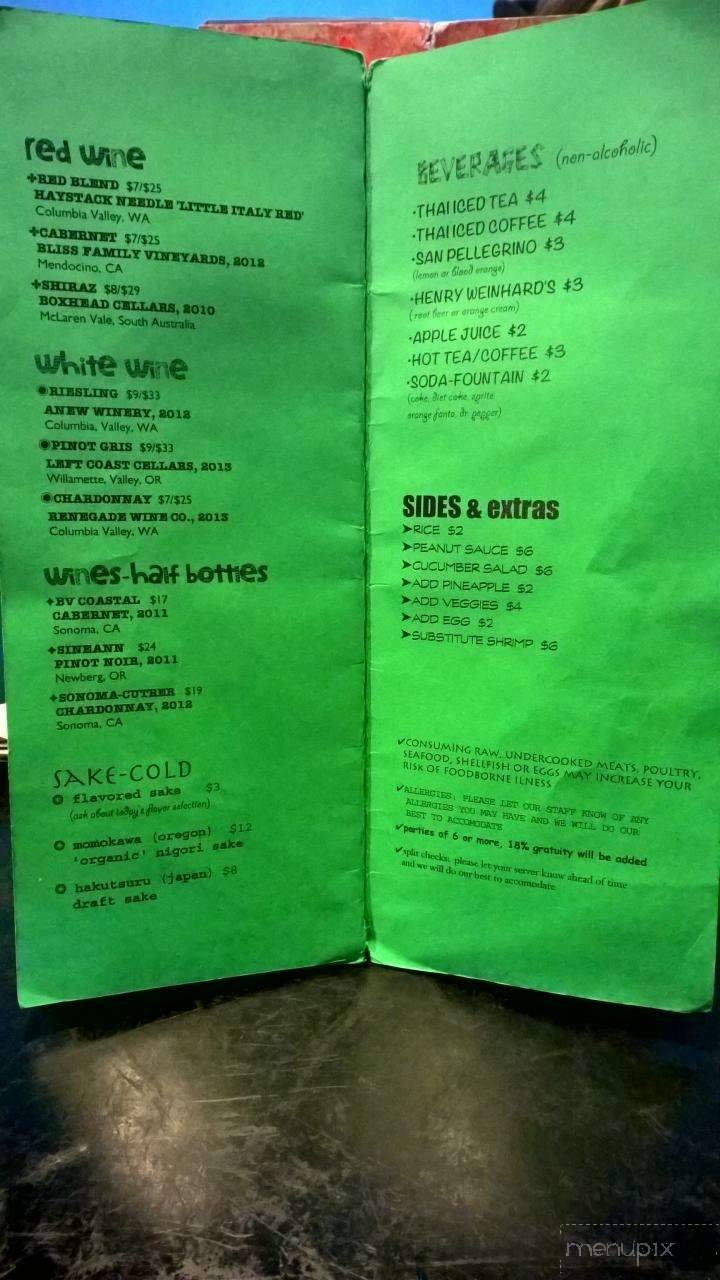 red wine
+RED BLEND $7/$25
HAYSTACK NEEDLE 'LITTLE ITALY RED'
Columbia Valley, WA
+CABERNET $7/$25
BLISS FAMILY VINEYARDS, 2012
Mendocino, CA
+SHIRAZ $8/$29
BOXHEAD CELLARS, 2010
McLaren Vale, South Australia
white wine
RIESLING $9/$33
ANEW WINERY, 2012
Columbia, Valley, WA
PINOT GRIS $9/$33
LEFT COAST CELLARS, 2013
Willamette, Valley, OR
CHARDONNAY $7/$25
RENEGADE WINE CO., 2013
Columbia Valley, WA
wines-half bottles
+BV COASTAL $17
CABERNET, 2011
Sonoma, CA
+SINEANN $24
PINOT NOIR, 2011
Newberg, OR
+SONOMA-CUTRER $19
CHARDONNAY, 2012
Sonoma, CA
SAKE-COLD
flavored sake $3
(ask about today's flavor selection)
momokawa (oregon) $12
'organic' nigori sake
hakutsuru (japan) $8
draft sake
BEVERAGES (non-alcoholic)
·THAI ICED TEA $4
·THAI ICED COFFEE $4
·SAN PELLEGRINO $3
(lemon or blood orange)
·HENRY WEINHARD'S $3
(root beer or orange cream)
·APPLE JUICE $2
·HOT TEA/COFFEE $3
·SODA-FOUNTAIN $2
(coke, diet coke, sprite,
orange fanta, dr. pepper)
SIDES & extras
➤RICE $2
➤PEANUT SAUCE $6
➤CUCUMBER SALAD $6
➤ADD PINEAPPLE $2
➤ADD VEGGIES $4
➤ADD EGG $2
➤SUBSTITUTE SHRIMP $6
✔CONSUMING RAW, UNDERCOOKED MEATS, POULTRY,
SEAFOOD, SHELLFISH OR EGGS MAY INCREASE YOUR
RISK OF FOODBORNE ILNESS
✔ALLERGIES: PLEASE LET OUR STAFF KNOW OF ANY
ALLERGIES YOU MAY HAVE AND WE WILL DO OUR
BEST TO ACCOMODATE
✔parties of 6 or more, 18% gratuity will be added
✔split checks; please let your server know ahead of time
and we will do our best to accomodate
menupix